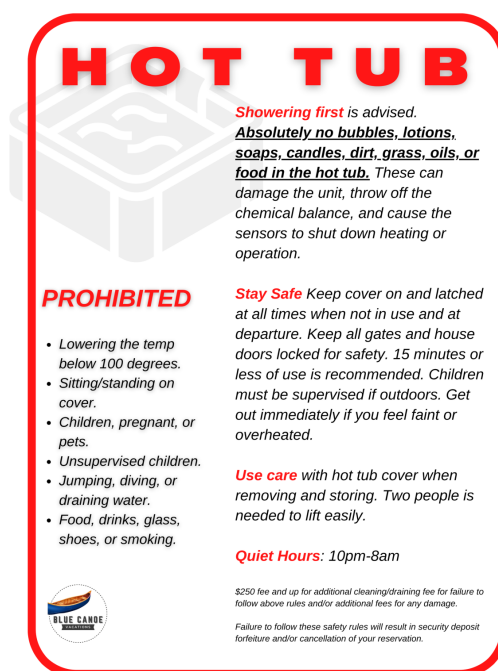 HOT TUB
Showering first is advised.
Absolutely no bubbles, lotions,
soaps, candles, dirt, grass, oils, or
food in the hot tub. These can
damage the unit, throw off the
chemical balance, and cause the
sensors to shut down heating or
operation.
PROHIBITED
• Lowering the temp
below 100 degrees.
• Sitting/standing on
cover.
• Children, pregnant, or
pets.
• Unsupervised children.
• Jumping, diving, or
draining water.
• Food, drinks, glass,
shoes, or smoking.
Stay Safe Keep cover on and latched
at all times when not in use and at
departure. Keep all gates and house
doors locked for safety. 15 minutes or
less of use is recommended. Children
must be supervised if outdoors. Get
out immediately if you feel faint or
overheated.
Use care with hot tub cover when
removing and storing. Two people is
needed to lift easily.
Quiet Hours: 10pm-8am
$250 fee and up for additional cleaning/draining fee for failure to
follow above rules and/or additional fees for any damage.
Failure to follow these safety rules will result in security deposit
forfeiture and/or cancellation of your reservation.
BLUE CANOE
VACATIONS